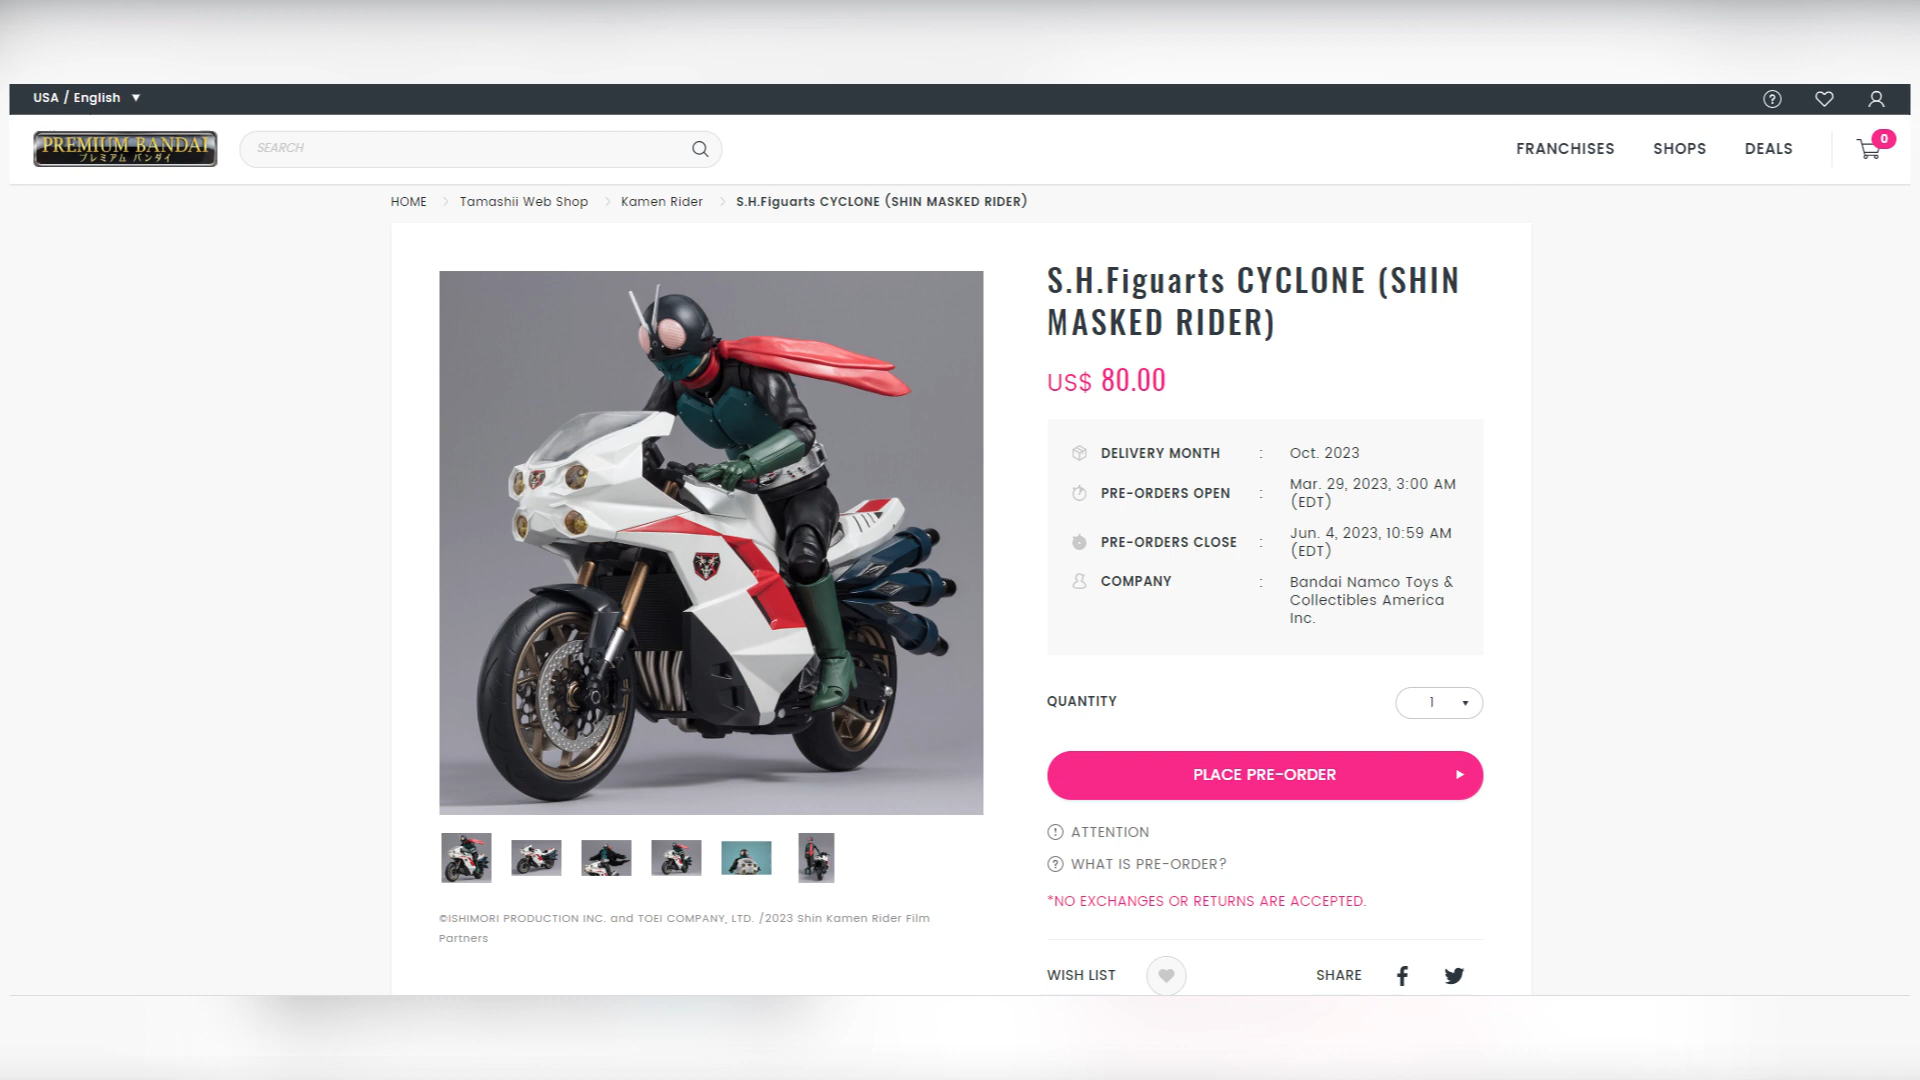 USA / English
PREMIUM BANDAI
プレミアム バンダイ
SEARCH
FRANCHISES
SHOPS
DEALS
0
HOME
Tamashii Web Shop
Kamen Rider
S.H.Figuarts CYCLONE (SHIN MASKED RIDER)
S.H.Figuarts CYCLONE (SHIN
MASKED RIDER)
US$ 80.00
DELIVERY MONTH : Oct. 2023
PRE-ORDERS OPEN : Mar. 29, 2023, 3:00 AM
(EDT)
PRE-ORDERS CLOSE : Jun. 4, 2023, 10:59 AM
(EDT)
COMPANY : Bandai Namco Toys &
Collectibles America
Inc.
QUANTITY
1
PLACE PRE-ORDER
ATTENTION
WHAT IS PRE-ORDER?
*NO EXCHANGES OR RETURNS ARE ACCEPTED.
WISH LIST
SHARE
©ISHIMORI PRODUCTION INC. and TOEI COMPANY, LTD. /2023 Shin Kamen Rider Film
Partners